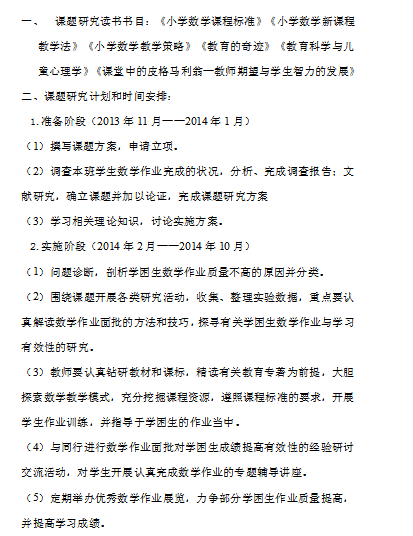 一、 课题研究读书书目：《小学数学课程标准》《小学数学新课程
教学法》《小学数学教学策略》《教育的奇迹》《教育科学与儿
童心理学》《课堂中的皮格马利翁—教师期望与学生智力的发展》
二、课题研究计划和时间安排：
1.准备阶段（2013 年 11 月——2014 年 1 月）
（1）撰写课题方案，申请立项。
（2）调查本班学生数学作业完成的状况，分析、完成调查报告；文
献研究，确立课题并加以论证，完成课题研究方案
（3）学习相关理论知识，讨论实施方案。
2.实施阶段（2014 年 2 月——2014 年 10 月）
（1）问题诊断，剖析学困生数学作业质量不高的原因并分类。
（2）围绕课题开展各类研究活动，收集、整理实验数据，重点要认
真解读数学作业面批的方法和技巧，探寻有关学困生数学作业与学习
有效性的研究。
（3）教师要认真钻研教材和课标，精读有关教育专著为前提，大胆
探索数学教学模式，充分挖掘课程资源，遵照课程标准的要求，开展
学生作业训练，并指导于学困生的作业当中。
（4）与同行进行数学作业面批对学困生成绩提高有效性的经验研讨
交流活动，对学生开展认真完成数学作业的专题辅导讲座。
（5）定期举办优秀数学作业展览，力争部分学困生作业质量提高，
并提高学习成绩。